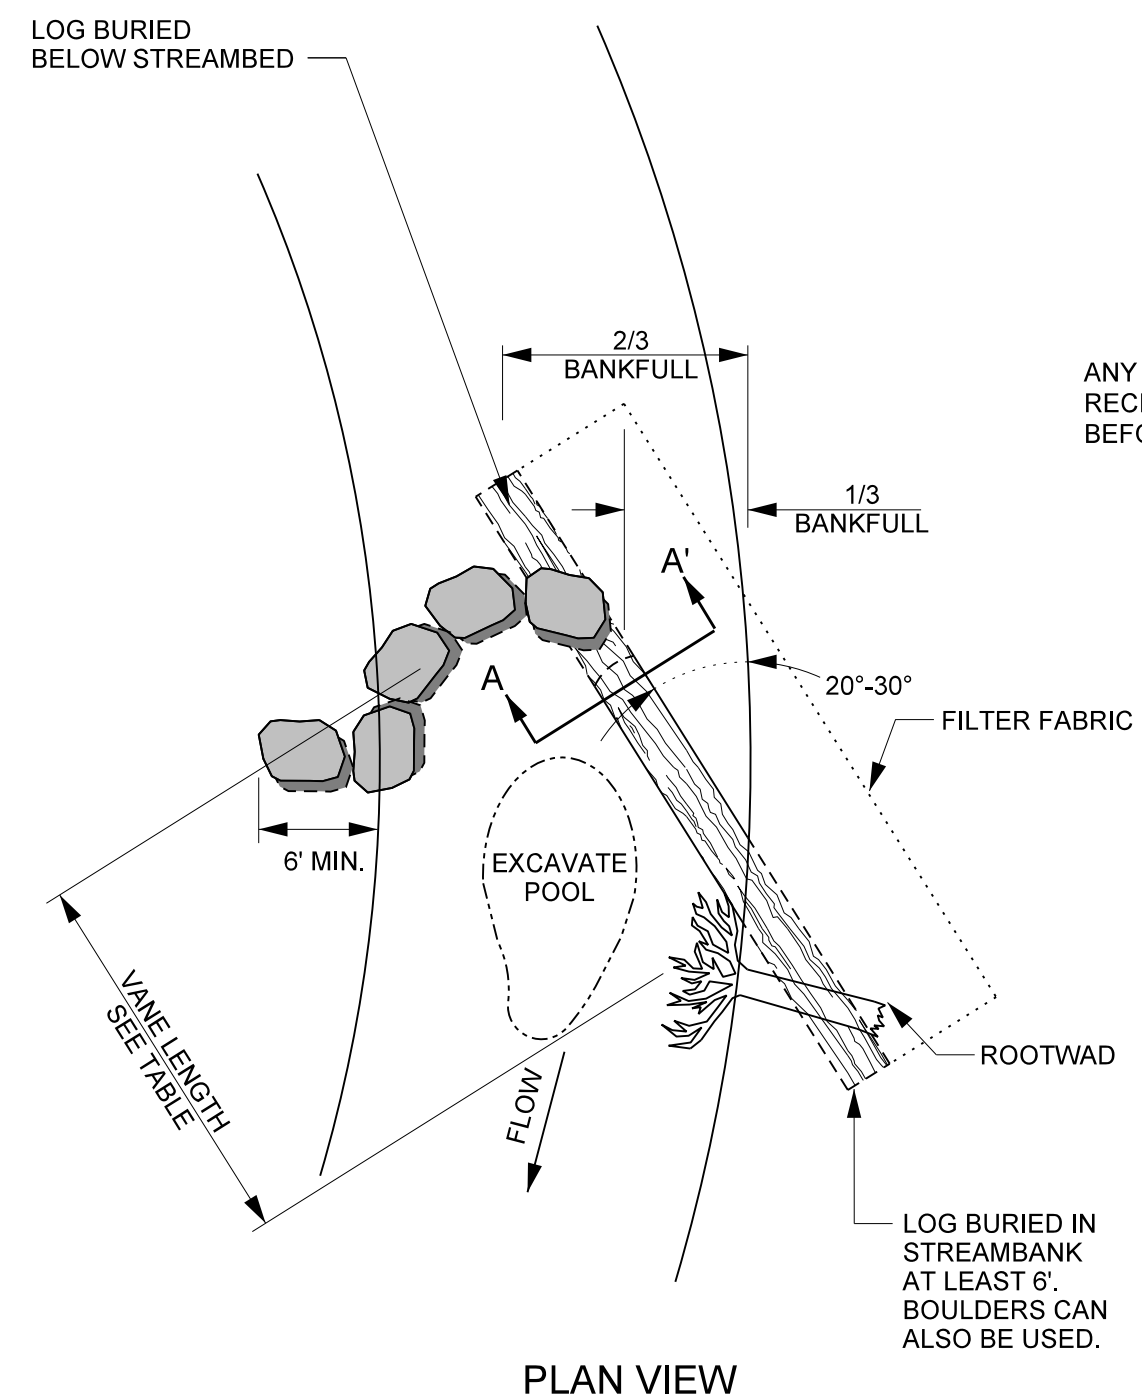 LOG BURIED
BELOW STREAMBED
2/3
BANKFULL
ANY
1/3
BANKFULL
A'
A
20°-30°
FILTER FABRIC
6' MIN.
EXCAVATE
POOL
VANE LENGTH
SEE TABLE
FLOW
ROOTWAD
LOG BURIED IN
STREAMBANK
AT LEAST 6'.
BOULDERS CAN
ALSO BE USED.
PLAN VIEW